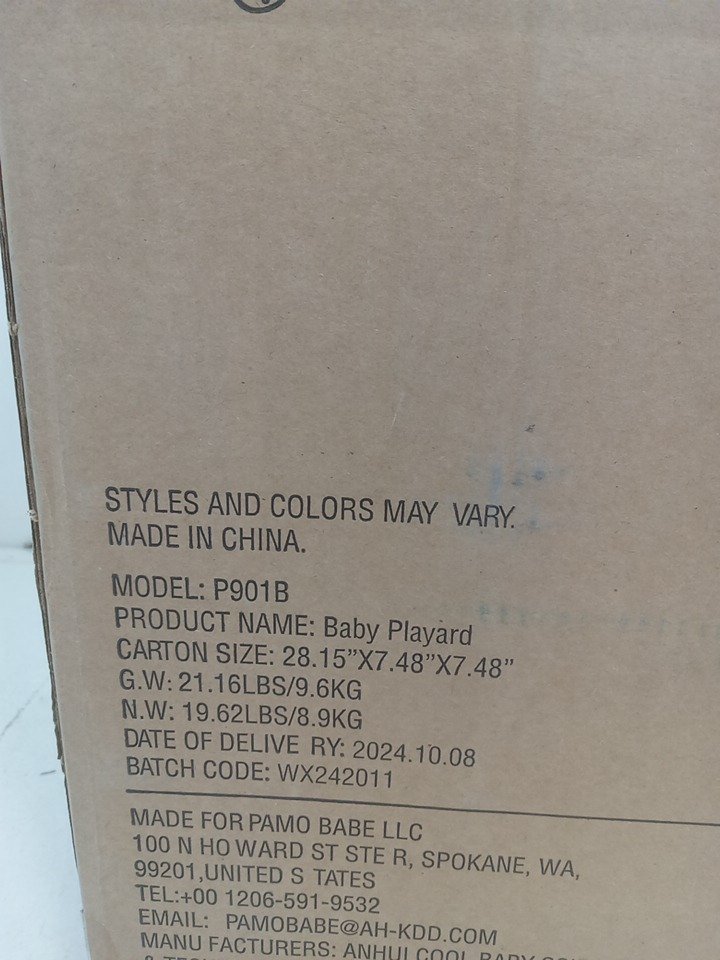 STYLES AND COLORS MAY VARY.
MADE IN CHINA.
MODEL: P901B
PRODUCT NAME: Baby Playard
CARTON SIZE: 28.15”X7.48”X7.48”
G.W: 21.16LBS/9.6KG
N.W: 19.62LBS/8.9KG
DATE OF DELIVE RY: 2024.10.08
BATCH CODE: WX242011
MADE FOR PAMO BABE LLC
100 N HO WARD ST STE R, SPOKANE, WA,
99201,UNITED S TATES
TEL:+00 1206-591-9532
EMAIL: PAMOBABE@AH-KDD.COM
MANU FACTURERS: ANHUI COOL BABY